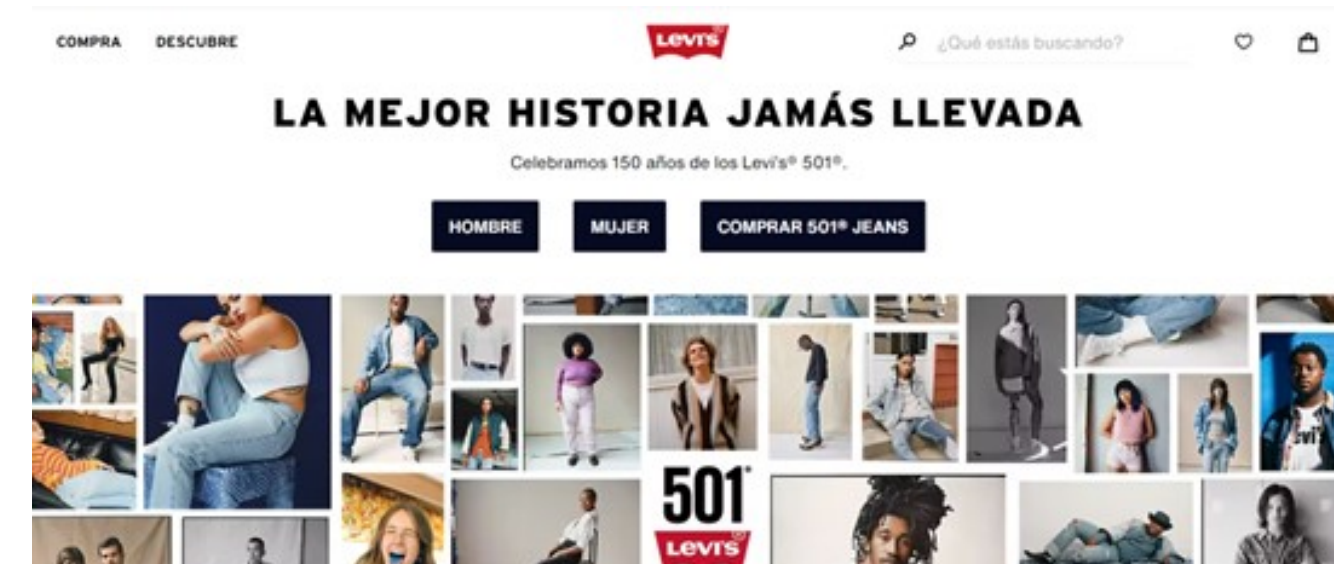 COMPRA DESCUBRE Levi's® ¿Qué estás buscando?
LA MEJOR HISTORIA JAMÁS LLEVADA
Celebramos 150 años de los Levi's® 501®.
HOMBRE MUJER COMPRAR 501® JEANS
501®
Levi's